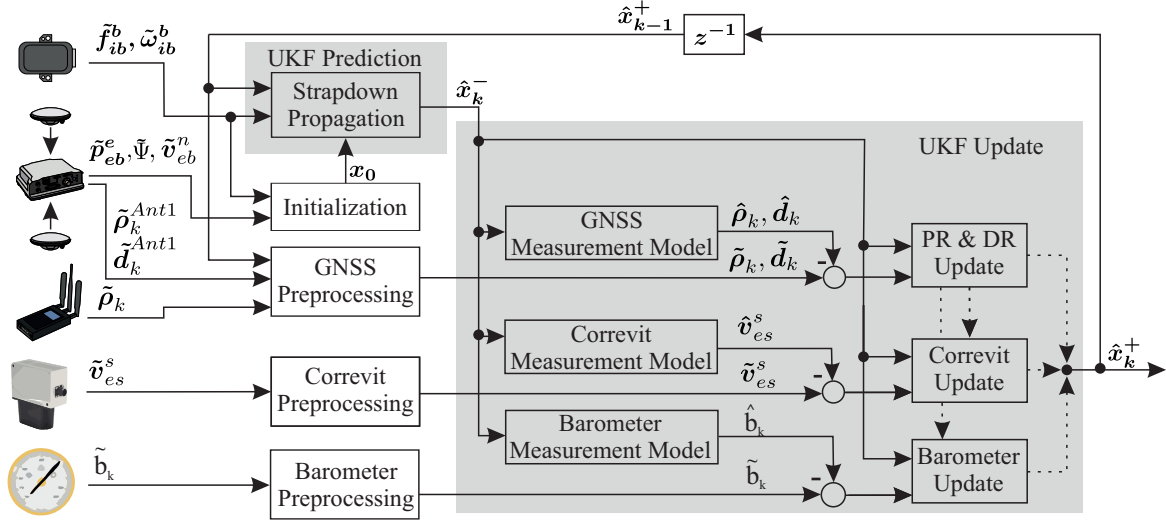 x̂⁺ₖ₋₁
z⁻¹
f̃ᵇᵢᵦ, ω̃ᵇᵢᵦ
UKF Prediction
Strapdown
Propagation
x̂⁻ₖ
UKF Update
p̃ᵉₑᵦ, Ψ̃, ṽⁿₑᵦ
x₀
Initialization
ρ̃ₖᴬⁿᵗ¹
d̃ₖᴬⁿᵗ¹
GNSS
Preprocessing
ρ̃ₖ
GNSS
Measurement Model
ρ̂ₖ, d̂ₖ
ρ̃ₖ, d̃ₖ
-
PR & DR
Update
ṽˢₑₛ
Correvit
Preprocessing
Correvit
Measurement Model
v̂ˢₑₛ
ṽˢₑₛ
-
Correvit
Update
x̂⁺ₖ
b̃ₖ
Barometer
Preprocessing
Barometer
Measurement Model
b̂ₖ
b̃ₖ
-
Barometer
Update